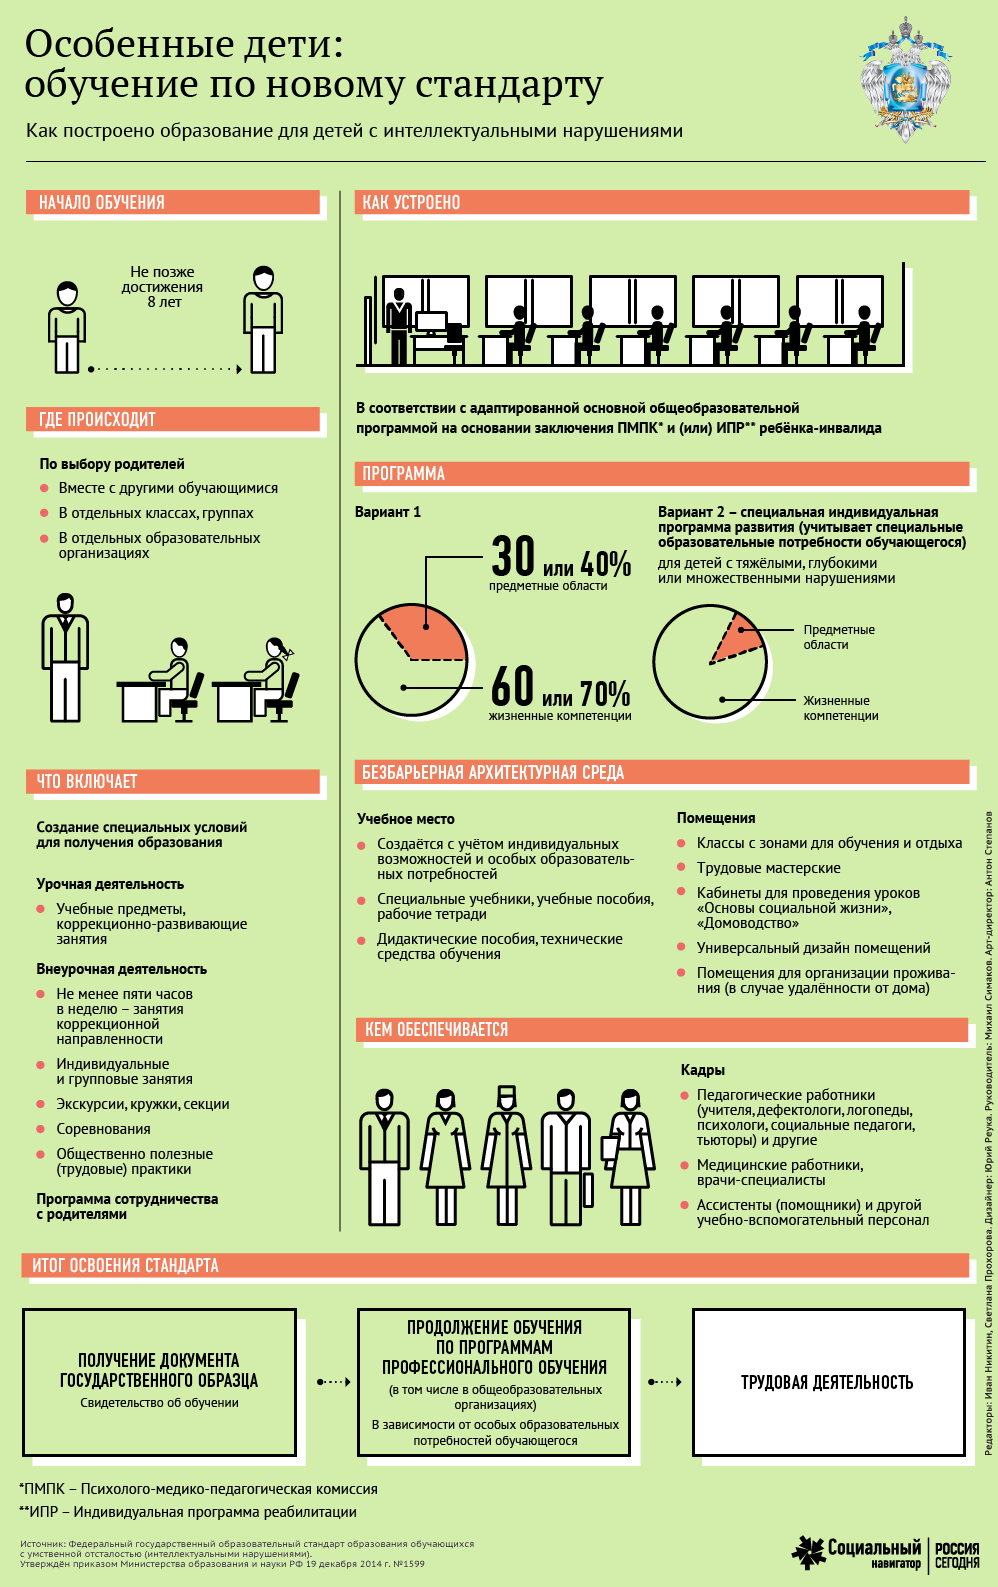 Особенные дети:
обучение по новому стандарту
Как построено образование для детей с интеллектуальными нарушениями
НАЧАЛО ОБУЧЕНИЯ
Не позже
достижения
8 лет
ГДЕ ПРОИСХОДИТ
По выбору родителей
Вместе с другими обучающимися
В отдельных классах, группах
В отдельных образовательных
организациях
ЧТО ВКЛЮЧАЕТ
Создание специальных условий
для получения образования
Урочная деятельность
Учебные предметы,
коррекционно-развивающие
занятия
Внеурочная деятельность
Не менее пяти часов
в неделю – занятия
коррекционной
направленности
Индивидуальные
и групповые занятия
Экскурсии, кружки, секции
Соревнования
Общественно полезные
(трудовые) практики
Программа сотрудничества
с родителями
КАК УСТРОЕНО
В соответствии с адаптированной основной общеобразовательной
программой на основании заключения ПМПК* и (или) ИПР** ребёнка-инвалида
ПРОГРАММА
Вариант 1
30 или 40%
предметные области
60 или 70%
жизненные компетенции
Вариант 2 – специальная индивидуальная
программа развития (учитывает специальные
образовательные потребности обучающегося)
для детей с тяжёлыми, глубокими
или множественными нарушениями
Предметные
области
Жизненные
компетенции
БЕЗБАРЬЕРНАЯ АРХИТЕКТУРНАЯ СРЕДА
Учебное место
Создаётся с учётом индивидуальных
возможностей и особых образователь-
ных потребностей
Специальные учебники, учебные пособия,
рабочие тетради
Дидактические пособия, технические
средства обучения
Помещения
Классы с зонами для обучения и отдыха
Трудовые мастерские
Кабинеты для проведения уроков
«Основы социальной жизни»,
«Домоводство»
Универсальный дизайн помещений
Помещения для организации прожива-
ния (в случае удалённости от дома)
КЕМ ОБЕСПЕЧИВАЕТСЯ
Кадры
Педагогические работники
(учителя, дефектологи, логопеды,
психологи, социальные педагоги,
тьюторы) и другие
Медицинские работники,
врачи-специалисты
Ассистенты (помощники) и другой
учебно-вспомогательный персонал
ИТОГ ОСВОЕНИЯ СТАНДАРТА
ПОЛУЧЕНИЕ ДОКУМЕНТА
ГОСУДАРСТВЕННОГО ОБРАЗЦА
Свидетельство об обучении
ПРОДОЛЖЕНИЕ ОБУЧЕНИЯ
ПО ПРОГРАММАМ
ПРОФЕССИОНАЛЬНОГО ОБУЧЕНИЯ
(в том числе в общеобразовательных
организациях)
В зависимости от особых образовательных
потребностей обучающегося
ТРУДОВАЯ ДЕЯТЕЛЬНОСТЬ
*ПМПК – Психолого-медико-педагогическая комиссия
**ИПР – Индивидуальная программа реабилитации
Источник: Федеральный государственный образовательный стандарт образования обучающихся
с умственной отсталостью (интеллектуальными нарушениями).
Утверждён приказом Министерства образования и науки РФ 19 декабря 2014 г. №1599
Социальный
навигатор
РОССИЯ
СЕГОДНЯ
Редакторы: Иван Никитин, Светлана Прохорова. Дизайнер: Юрий Реука. Руководитель: Михаил Симаков. Арт-директор: Антон Степанов